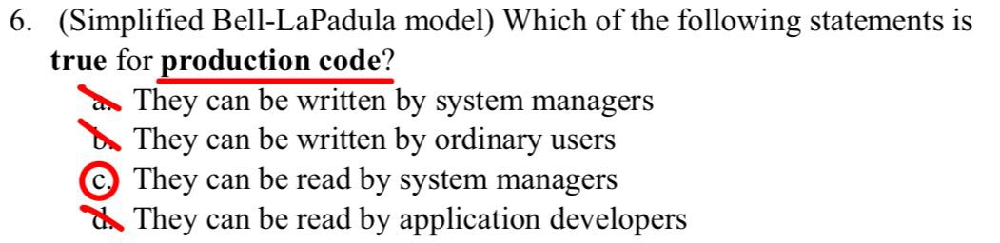 6. (Simplified Bell-LaPadula model) Which of the following statements is
true for production code?
a. They can be written by system managers
b. They can be written by ordinary users
c. They can be read by system managers
d. They can be read by application developers